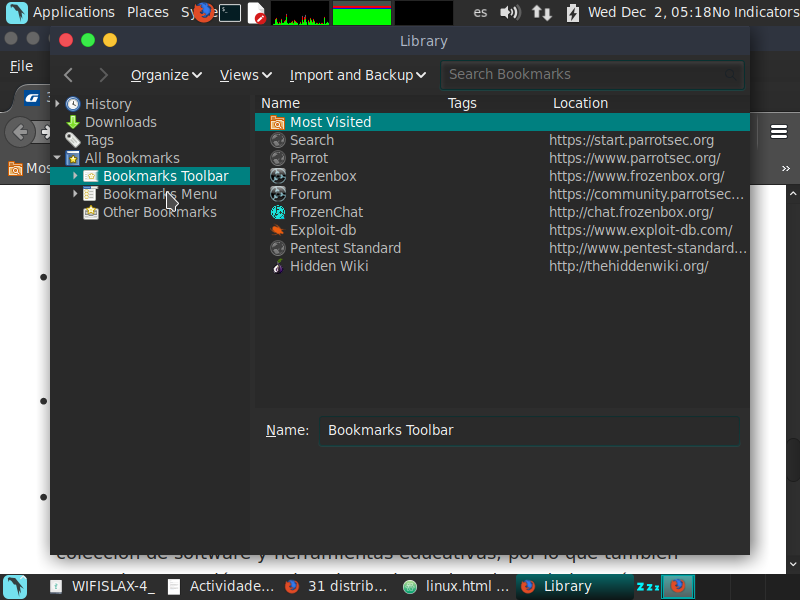 Applications Places Sy es Wed Dec 2, 05:18 No Indicators
Library
File
Organize Views Import and Backup Search Bookmarks
3
Mos
»
History
Downloads
Tags
All Bookmarks
Bookmarks Toolbar
Bookmarks Menu
Other Bookmarks
Name Tags Location
Most Visited
Search https://start.parrotsec.org
Parrot https://www.parrotsec.org/
Frozenbox https://www.frozenbox.org/
Forum https://community.parrotsec...
FrozenChat http://chat.frozenbox.org/
Exploit-db https://www.exploit-db.com/
Pentest Standard http://www.pentest-standard...
Hidden Wiki http://thehiddenwiki.org/
Name: Bookmarks Toolbar
colección de software y herramientas educativas, por lo que también
WIFISLAX-4_ Actividade... 31 distrib... linux.html ... Library zzz